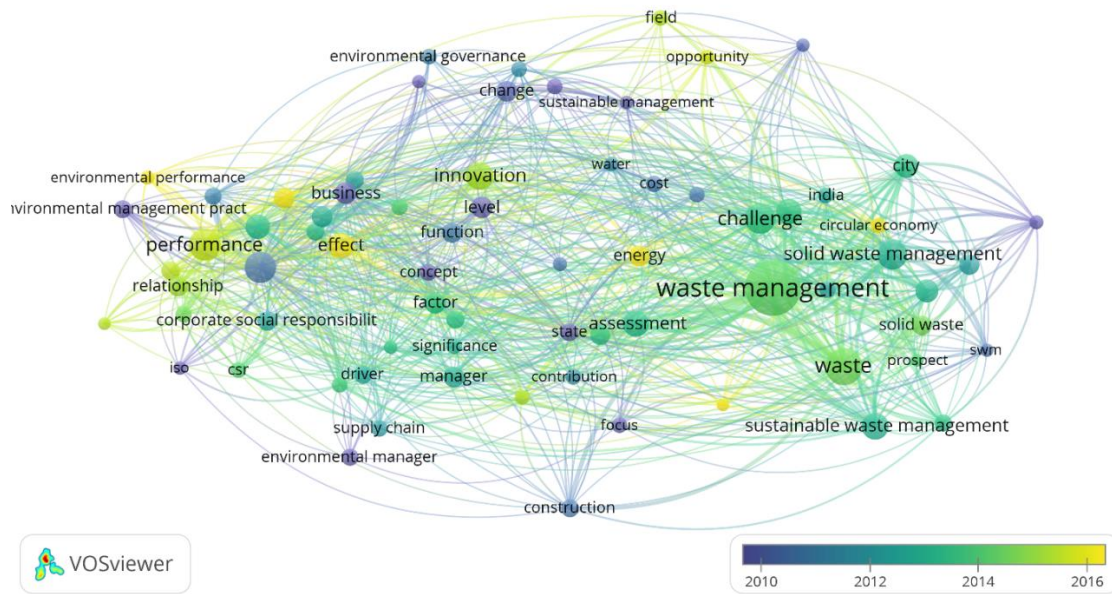 field
environmental governance
opportunity
change
sustainable management
water
city
environmental performance
innovation
cost
india
nvironmental management pract
business
level
challenge
circular economy
performance
effect
function
energy
solid waste management
relationship
concept
waste management
corporate social responsibilit
factor
state
assessment
solid waste
significance
iso
csr
driver
manager
contribution
waste
prospect
swm
supply chain
focus
sustainable waste management
environmental manager
construction
VOSviewer
2010 2012 2014 2016